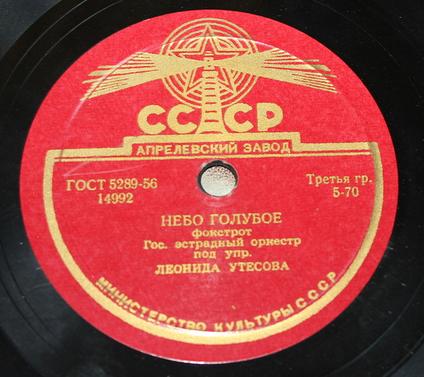 СССР
АПРЕЛЕВСКИЙ ЗАВОД
ГОСТ 5289-56
14992
Третья гр.
5-70
НЕБО ГОЛУБОЕ
фокстрот
Гос. эстрадный оркестр
под упр.
ЛЕОНИДА УТЕСОВА
МИНИСТЕРСТВО КУЛЬТУРЫ СССР